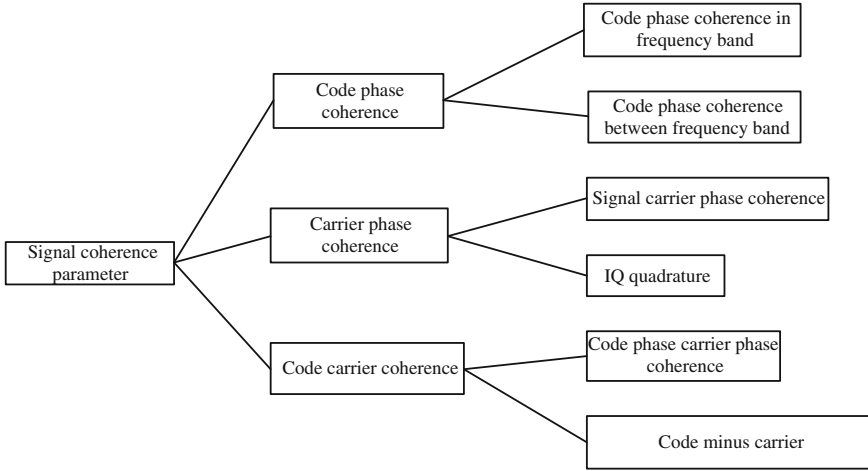 Signal coherence
parameter
Code phase
coherence
Code phase coherence in
frequency band
Code phase coherence
between frequency band
Carrier phase
coherence
Signal carrier phase coherence
IQ quadrature
Code carrier coherence
Code phase carrier phase
coherence
Code minus carrier